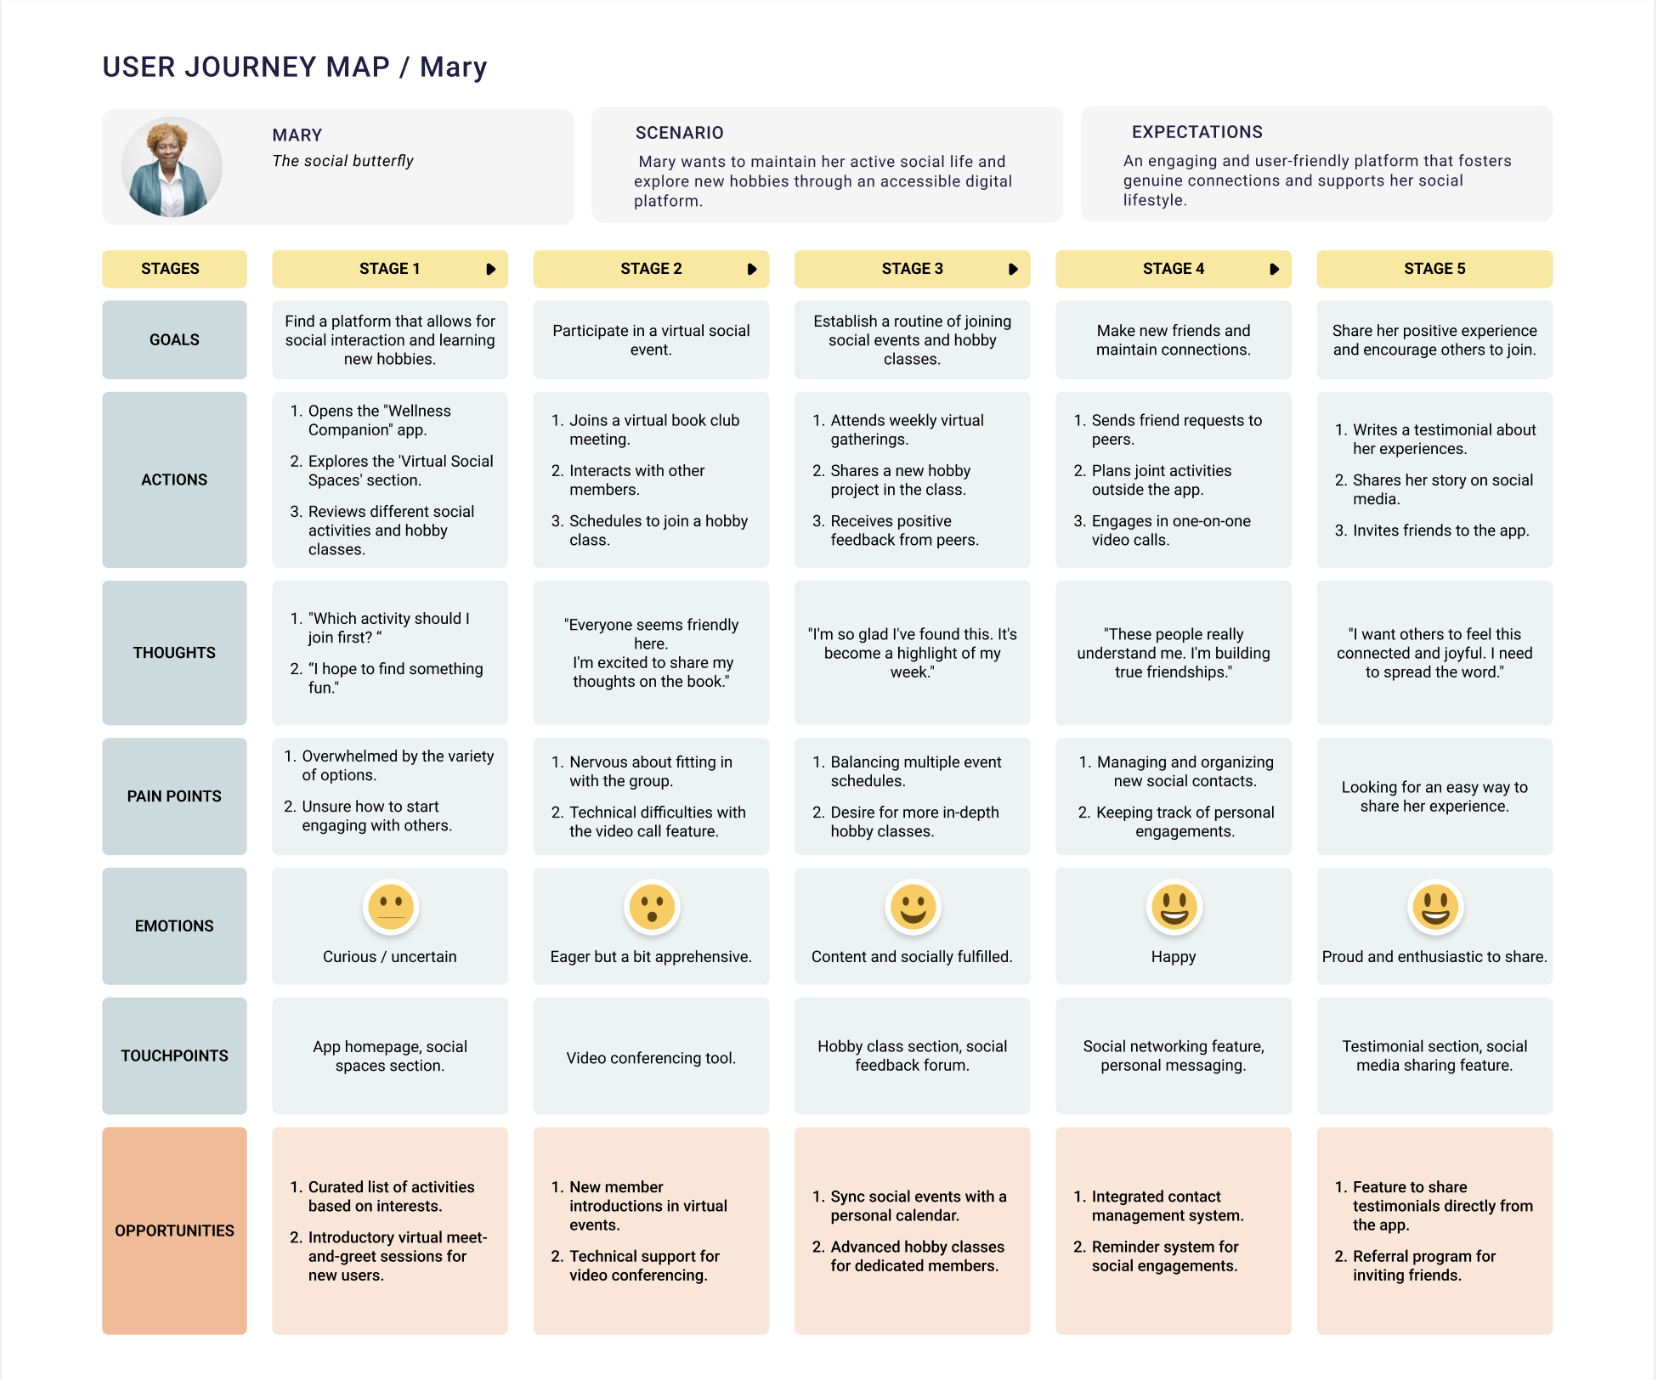 USER JOURNEY MAP / Mary
MARY
The social butterfly
SCENARIO
Mary wants to maintain her active social life and
explore new hobbies through an accessible digital
platform.
EXPECTATIONS
An engaging and user-friendly platform that fosters
genuine connections and supports her social
lifestyle.
STAGES
STAGE 1
STAGE 2
STAGE 3
STAGE 4
STAGE 5
GOALS
Find a platform that allows for
social interaction and learning
new hobbies.
Participate in a virtual social
event.
Establish a routine of joining
social events and hobby
classes.
Make new friends and
maintain connections.
Share her positive experience
and encourage others to join.
ACTIONS
1. Opens the "Wellness
Companion" app.
2. Explores the 'Virtual Social
Spaces' section.
3. Reviews different social
activities and hobby
classes.
1. Joins a virtual book club
meeting.
2. Interacts with other
members.
3. Schedules to join a hobby
class.
1. Attends weekly virtual
gatherings.
2. Shares a new hobby
project in the class.
3. Receives positive
feedback from peers.
1. Sends friend requests to
peers.
2. Plans joint activities
outside the app.
3. Engages in one-on-one
video calls.
1. Writes a testimonial about
her experiences.
2. Shares her story on social
media.
3. Invites friends to the app.
THOUGHTS
1. "Which activity should I
join first? “
2. “I hope to find something
fun."
"Everyone seems friendly
here.
I'm excited to share my
thoughts on the book."
"I'm so glad I've found this. It's
become a highlight of my
week."
"These people really
understand me. I'm building
true friendships."
"I want others to feel this
connected and joyful. I need
to spread the word."
PAIN POINTS
1. Overwhelmed by the variety
of options.
2. Unsure how to start
engaging with others.
1. Nervous about fitting in
with the group.
2. Technical difficulties with
the video call feature.
1. Balancing multiple event
schedules.
2. Desire for more in-depth
hobby classes.
1. Managing and organizing
new social contacts.
2. Keeping track of personal
engagements.
Looking for an easy way to
share her experience.
EMOTIONS
Curious / uncertain
Eager but a bit apprehensive.
Content and socially fulfilled.
Happy
Proud and enthusiastic to share.
TOUCHPOINTS
App homepage, social
spaces section.
Video conferencing tool.
Hobby class section, social
feedback forum.
Social networking feature,
personal messaging.
Testimonial section, social
media sharing feature.
OPPORTUNITIES
1. Curated list of activities
based on interests.
2. Introductory virtual meet-
and-greet sessions for
new users.
1. New member
introductions in virtual
events.
2. Technical support for
video conferencing.
1. Sync social events with a
personal calendar.
2. Advanced hobby classes
for dedicated members.
1. Integrated contact
management system.
2. Reminder system for
social engagements.
1. Feature to share
testimonials directly from
the app.
2. Referral program for
inviting friends.